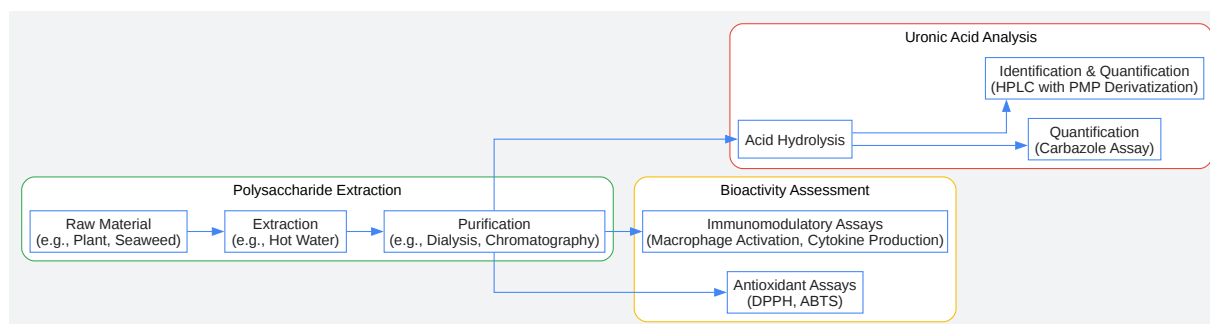 Uronic Acid Analysis
Identification & Quantification
(HPLC with PMP Derivatization)
Acid Hydrolysis
Quantification
(Carbazole Assay)
Polysaccharide Extraction
Raw Material
(e.g., Plant, Seaweed)
Extraction
(e.g., Hot Water)
Purification
(e.g., Dialysis, Chromatography)
Bioactivity Assessment
Immunomodulatory Assays
(Macrophage Activation, Cytokine Production)
Antioxidant Assays
(DPPH, ABTS)